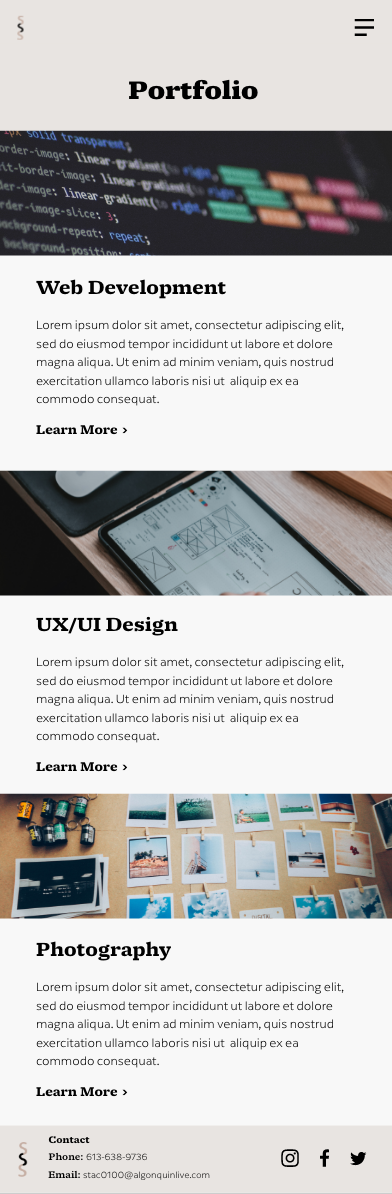 Portfolio
1px solid transparent;
border-image: linear-gradient(to right,
border-image: linear-gradient(to right,
border-image: linear-gradient(to right,
order-image-slice: 3;
background-repeat: repeat;
background-position:
Web Development
Lorem ipsum dolor sit amet, consectetur adipiscing elit,
sed do eiusmod tempor incididunt ut labore et dolore
magna aliqua. Ut enim ad minim veniam, quis nostrud
exercitation ullamco laboris nisi ut aliquip ex ea
commodo consequat.
Learn More ›
UX/UI Design
Lorem ipsum dolor sit amet, consectetur adipiscing elit,
sed do eiusmod tempor incididunt ut labore et dolore
magna aliqua. Ut enim ad minim veniam, quis nostrud
exercitation ullamco laboris nisi ut aliquip ex ea
commodo consequat.
Learn More ›
Photography
Lorem ipsum dolor sit amet, consectetur adipiscing elit,
sed do eiusmod tempor incididunt ut labore et dolore
magna aliqua. Ut enim ad minim veniam, quis nostrud
exercitation ullamco laboris nisi ut aliquip ex ea
commodo consequat.
Learn More ›
Contact
Phone: 613-638-9736
Email: stac0100@algonquinlive.com